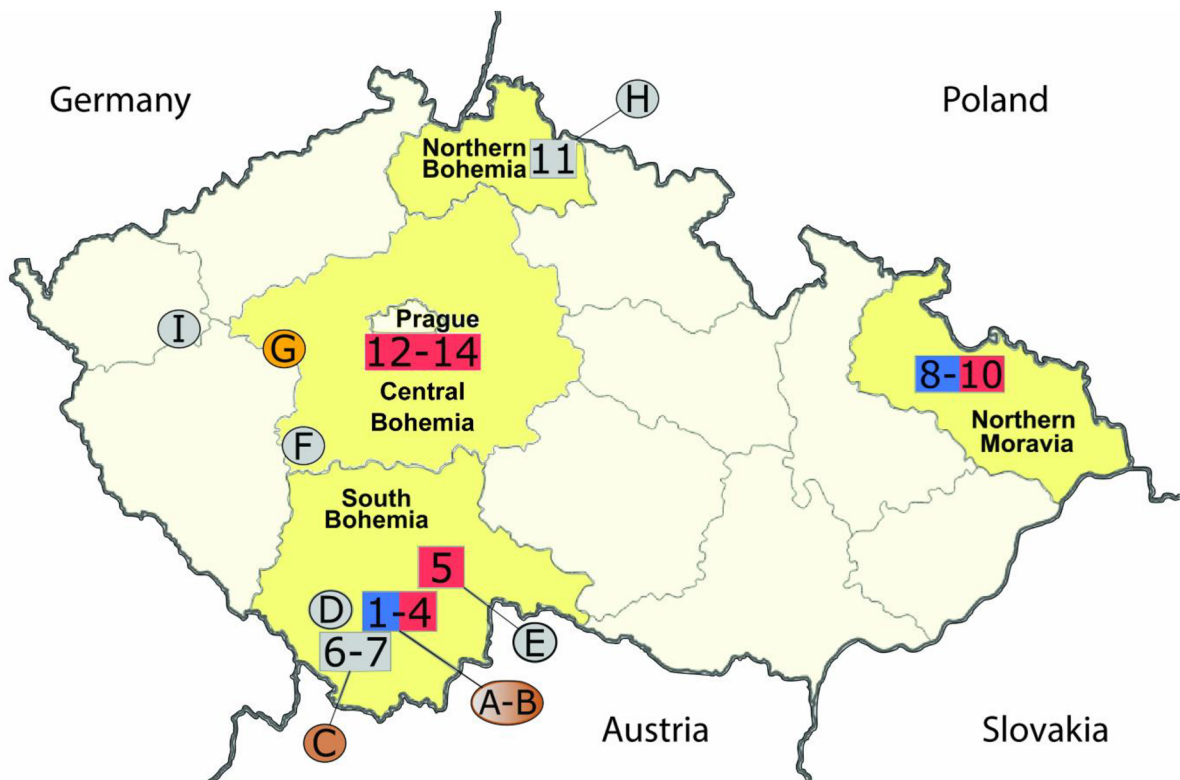 Germany
H
Poland
Northern
Bohemia
11
I
G
Prague
12-14
Central
Bohemia
8-10
Northern
Moravia
F
South
Bohemia
5
D
1-4
E
6-7
A-B
C
Austria
Slovakia